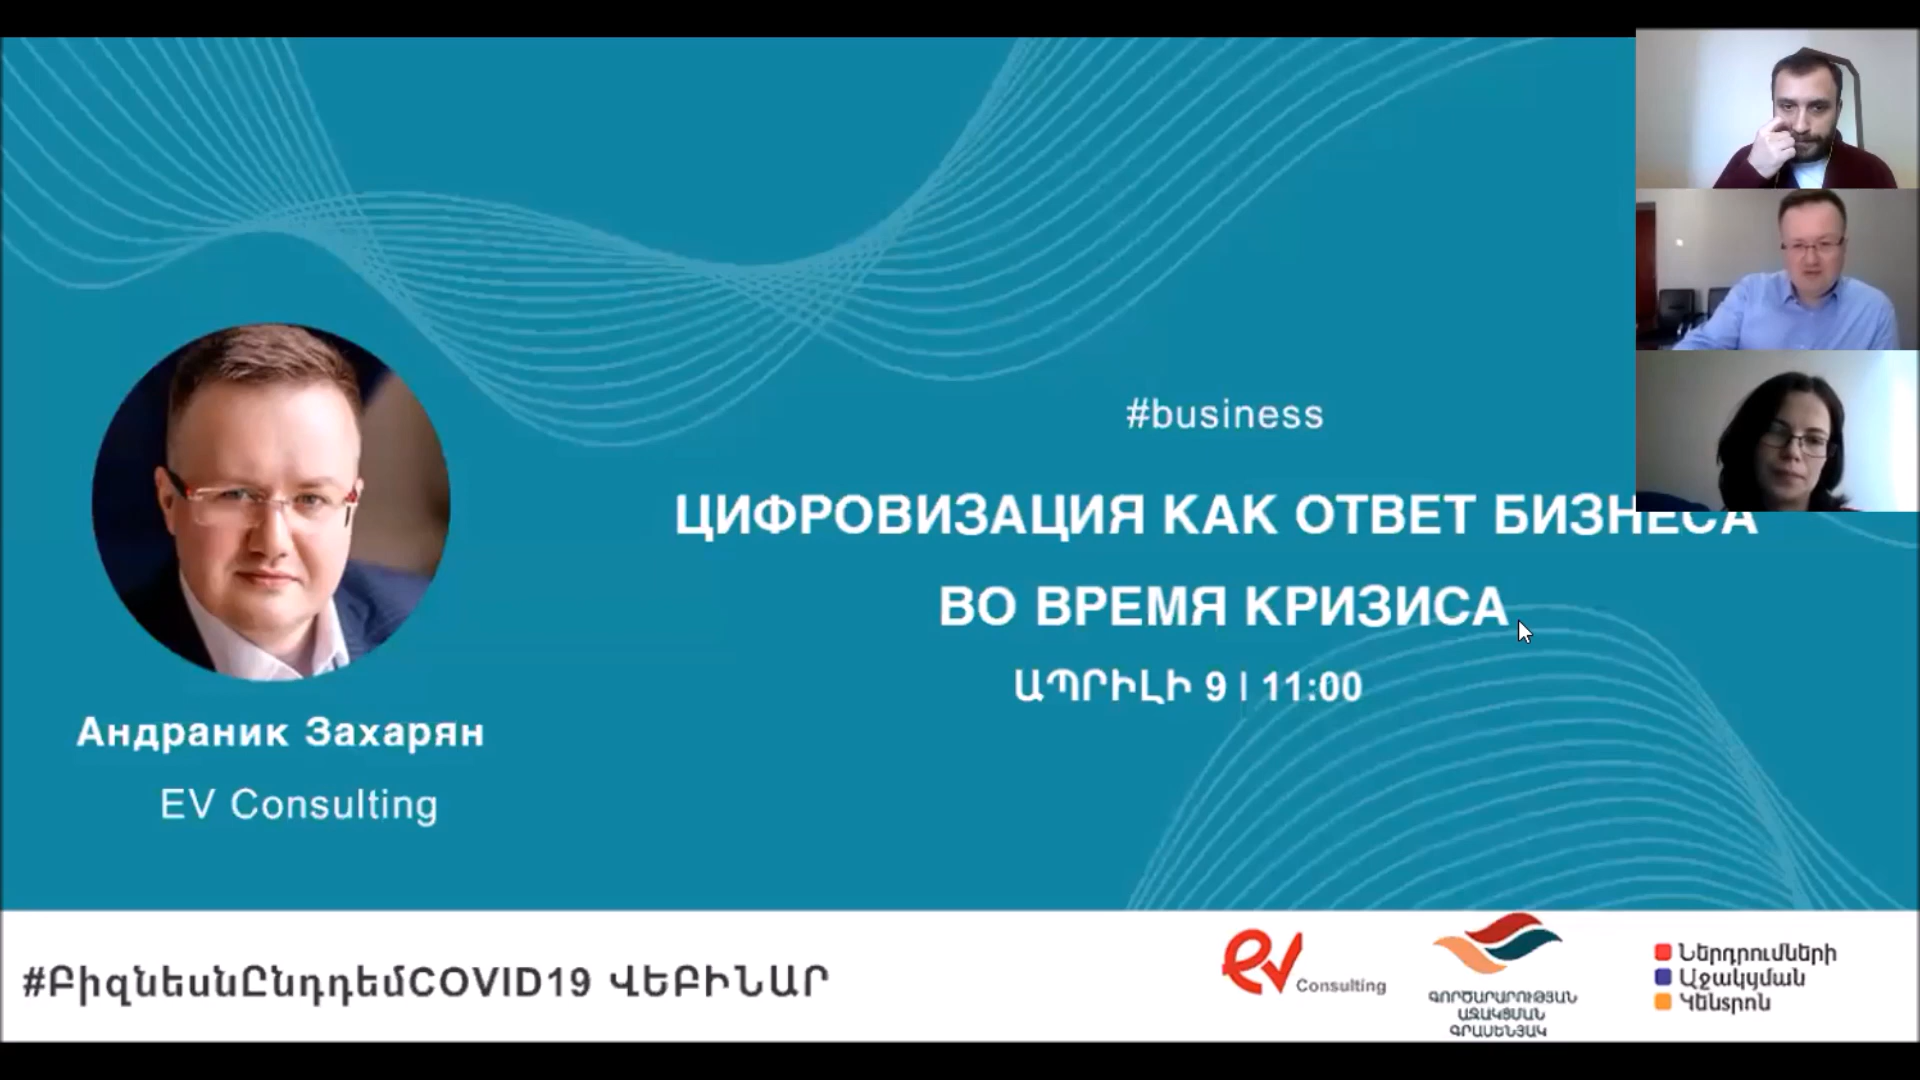 #business
ЦИФРОВИЗАЦИЯ КАК ОТВЕТ БИЗНЕСА
ВО ВРЕМЯ КРИЗИСА
ԱՊՐԻԼԻ 9 | 11:00
Андраник Захарян
EV Consulting
#ԲիզնեսնԸնդդեմCOVID19 ՎԵԲԻՆԱՐ
ev Consulting
ԳՈՐԾԱՐԱՐՈՒԹՅԱՆ
ԱՋԱԿՑՄԱՆ
ԳՐԱՍԵՆՅԱԿ
Ներդրումների
Աջակցման
Կենտրոն